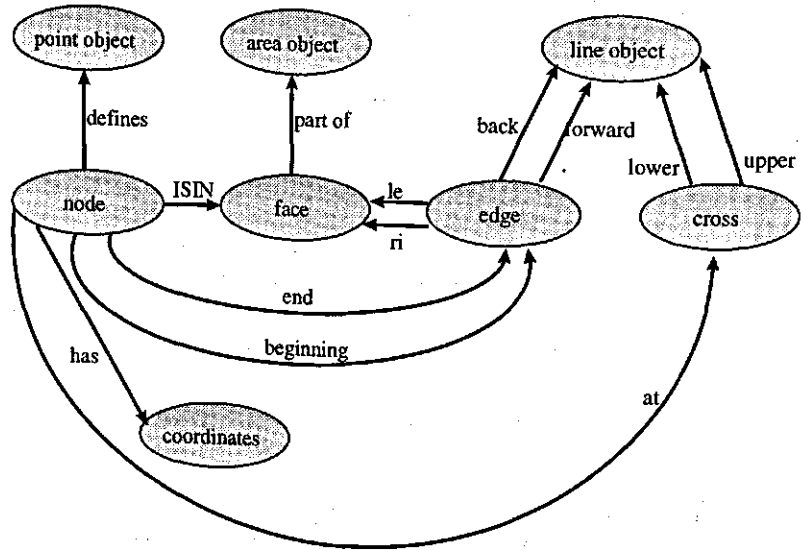 point object
area object
line object
defines
part of
back
forward
lower
upper
node
ISIN
face
le
ri
edge
cross
end
beginning
has
at
coordinates